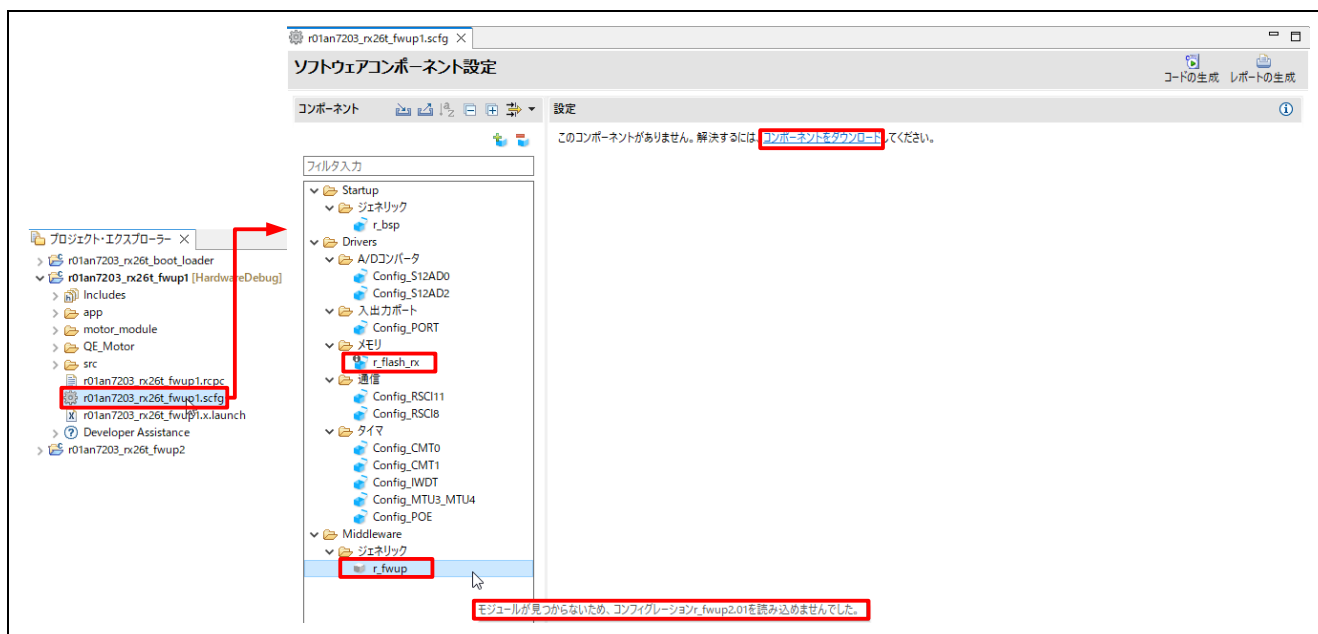 r01an7203_rx26t_fwup1.scfg
ソフトウェアコンポーネント設定
コードの生成 レポートの生成
コンポーネント
設定
このコンポーネントがありません。解決するには、コンポーネントをダウンロードしてください。
フィルタ入力
Startup
ジェネリック
r_bsp
Drivers
A/Dコンバータ
Config_S12AD0
Config_S12AD2
入出力ポート
Config_PORT
メモリ
r_flash_rx
通信
Config_RSCI11
Config_RSCI8
タイマ
Config_CMT0
Config_CMT1
Config_IWDT
Config_MTU3_MTU4
Config_POE
Middleware
ジェネリック
r_fwup
モジュールが見つからないため、コンフィグレーションr_fwup2.01を読み込めませんでした。
プロジェクト・エクスプローラー
r01an7203_rx26t_boot_loader
r01an7203_rx26t_fwup1 [HardwareDebug]
Includes
app
motor_module
QE_Motor
src
r01an7203_rx26t_fwup1.rcpc
r01an7203_rx26t_fwup1.scfg
r01an7203_rx26t_fwup1.x.launch
Developer Assistance
r01an7203_rx26t_fwup2